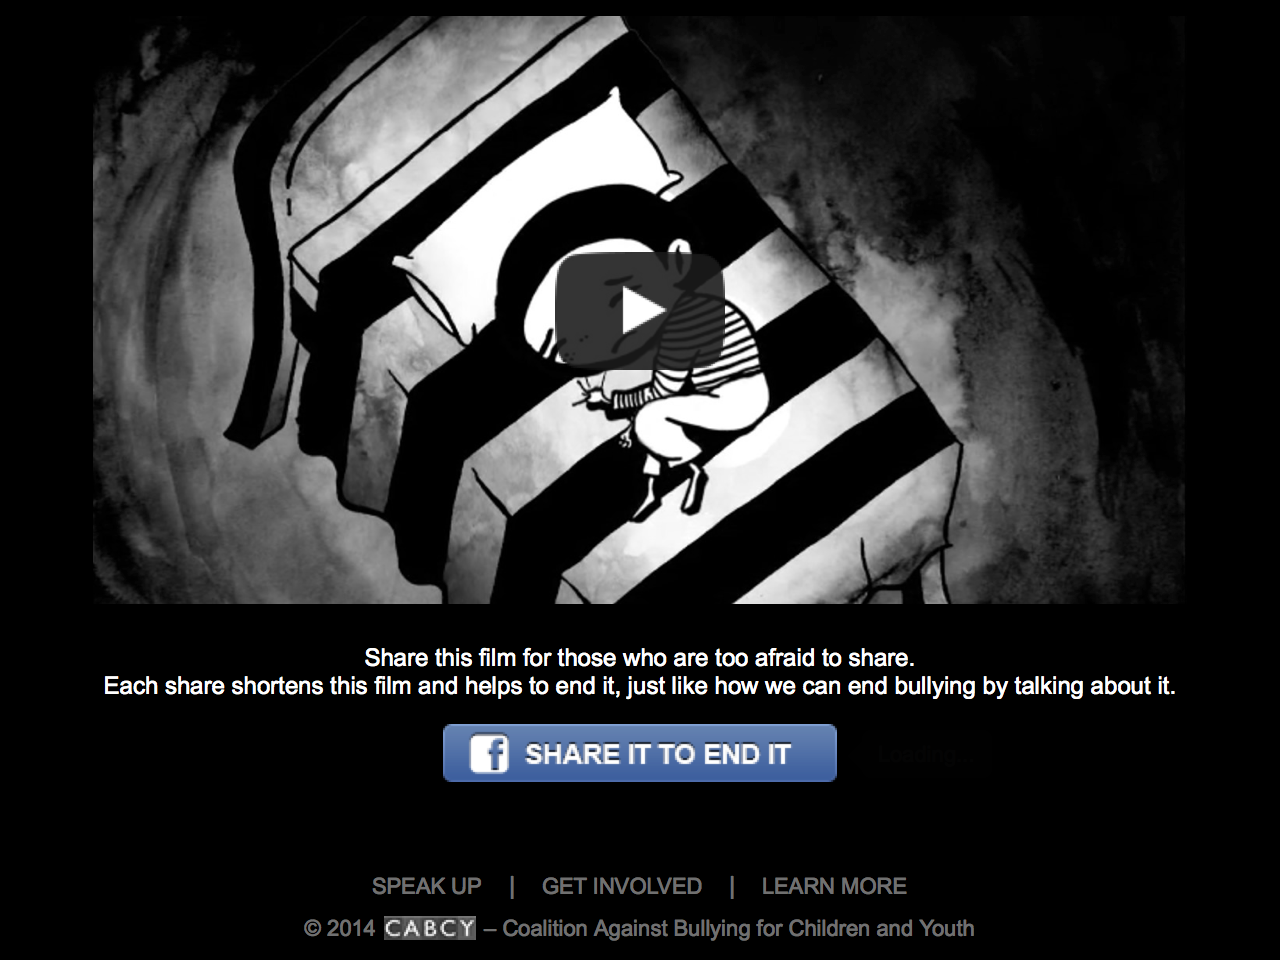 Share this film for those who are too afraid to share.
Each share shortens this film and helps to end it, just like how we can end bullying by talking about it.
f SHARE IT TO END IT
Loading...
SPEAK UP | GET INVOLVED | LEARN MORE
© 2014 CABCY – Coalition Against Bullying for Children and Youth